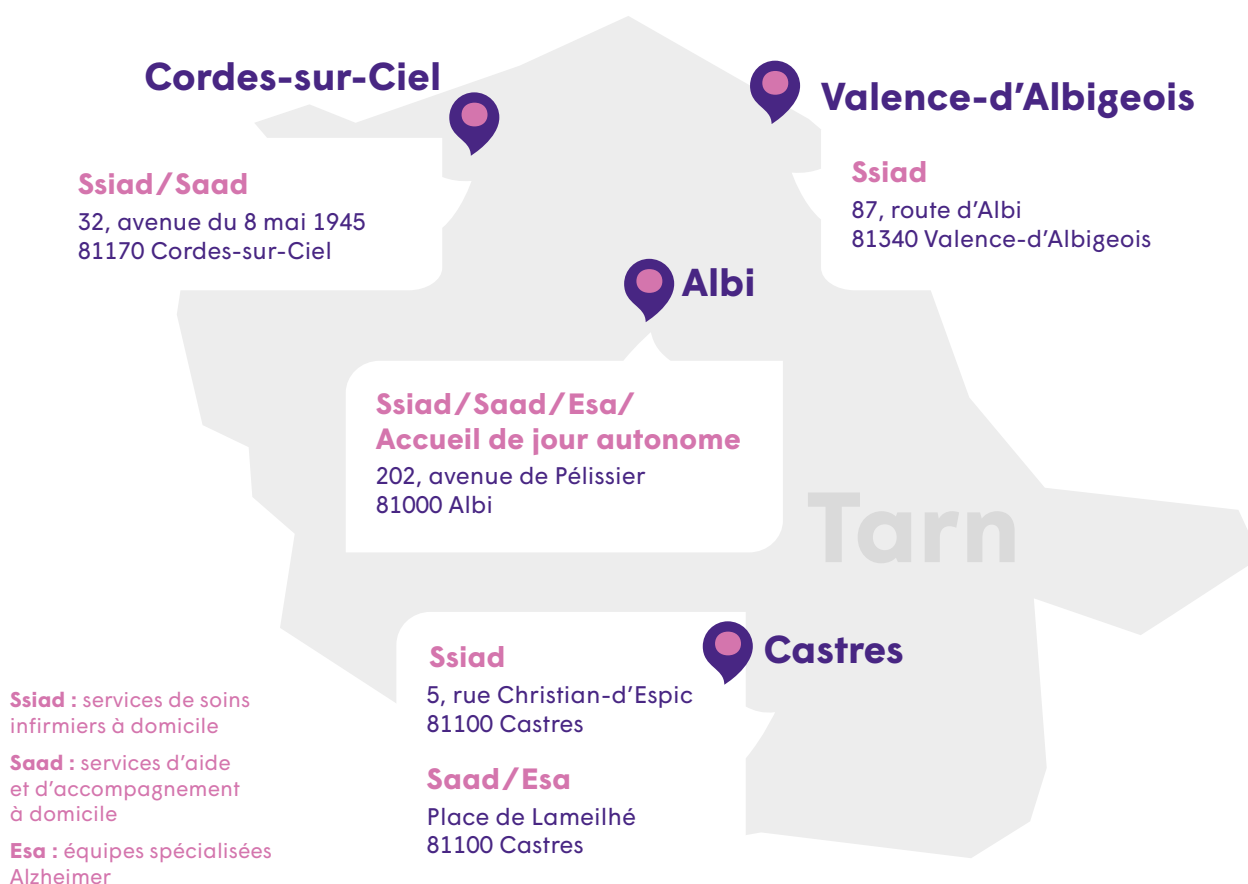 Cordes-sur-Ciel
Ssiad/Saad
32, avenue du 8 mai 1945
81170 Cordes-sur-Ciel
Valence-d'Albigeois
Ssiad
87, route d'Albi
81340 Valence-d'Albigeois
Albi
Ssiad/Saad/Esa/
Accueil de jour autonome
202, avenue de Pélissier
81000 Albi
Tarn
Castres
Ssiad
5, rue Christian-d'Espic
81100 Castres
Saad/Esa
Place de Lameilhé
81100 Castres
Ssiad : services de soins
infirmiers à domicile
Saad : services d'aide
et d'accompagnement
à domicile
Esa : équipes spécialisées
Alzheimer